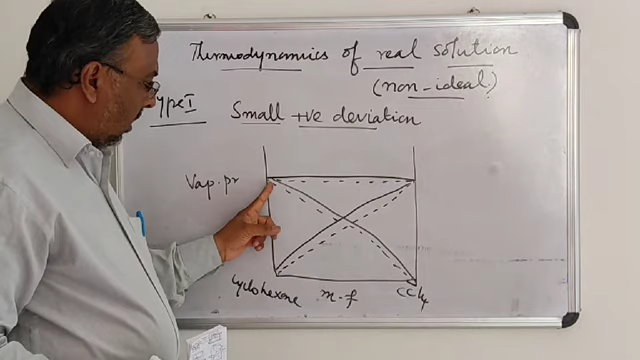 Thermodynamics of real solution
(non-ideal)
Type I Small +ve deviation
Vap. pr
Cyclohexane m.f CCl4